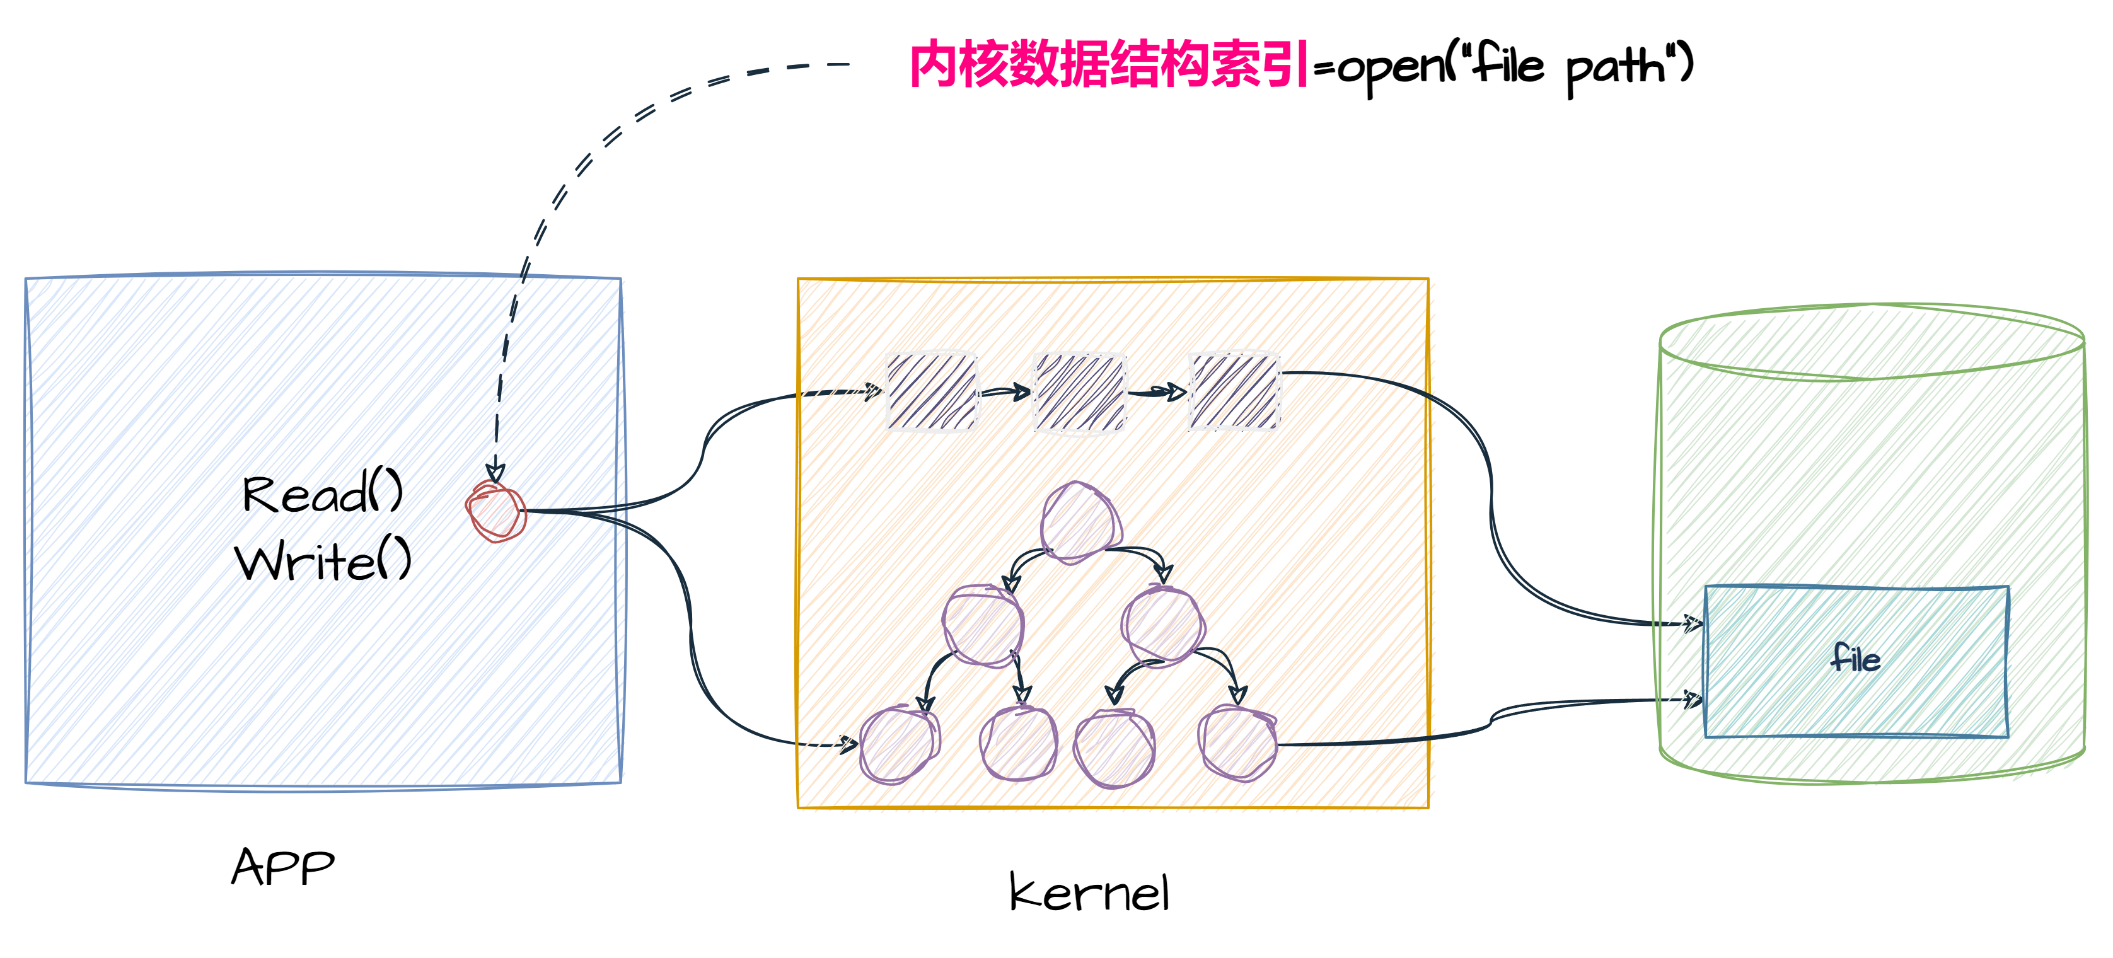 内核数据结构索引=open("file path")
Read()
Write()
file
APP
kernel